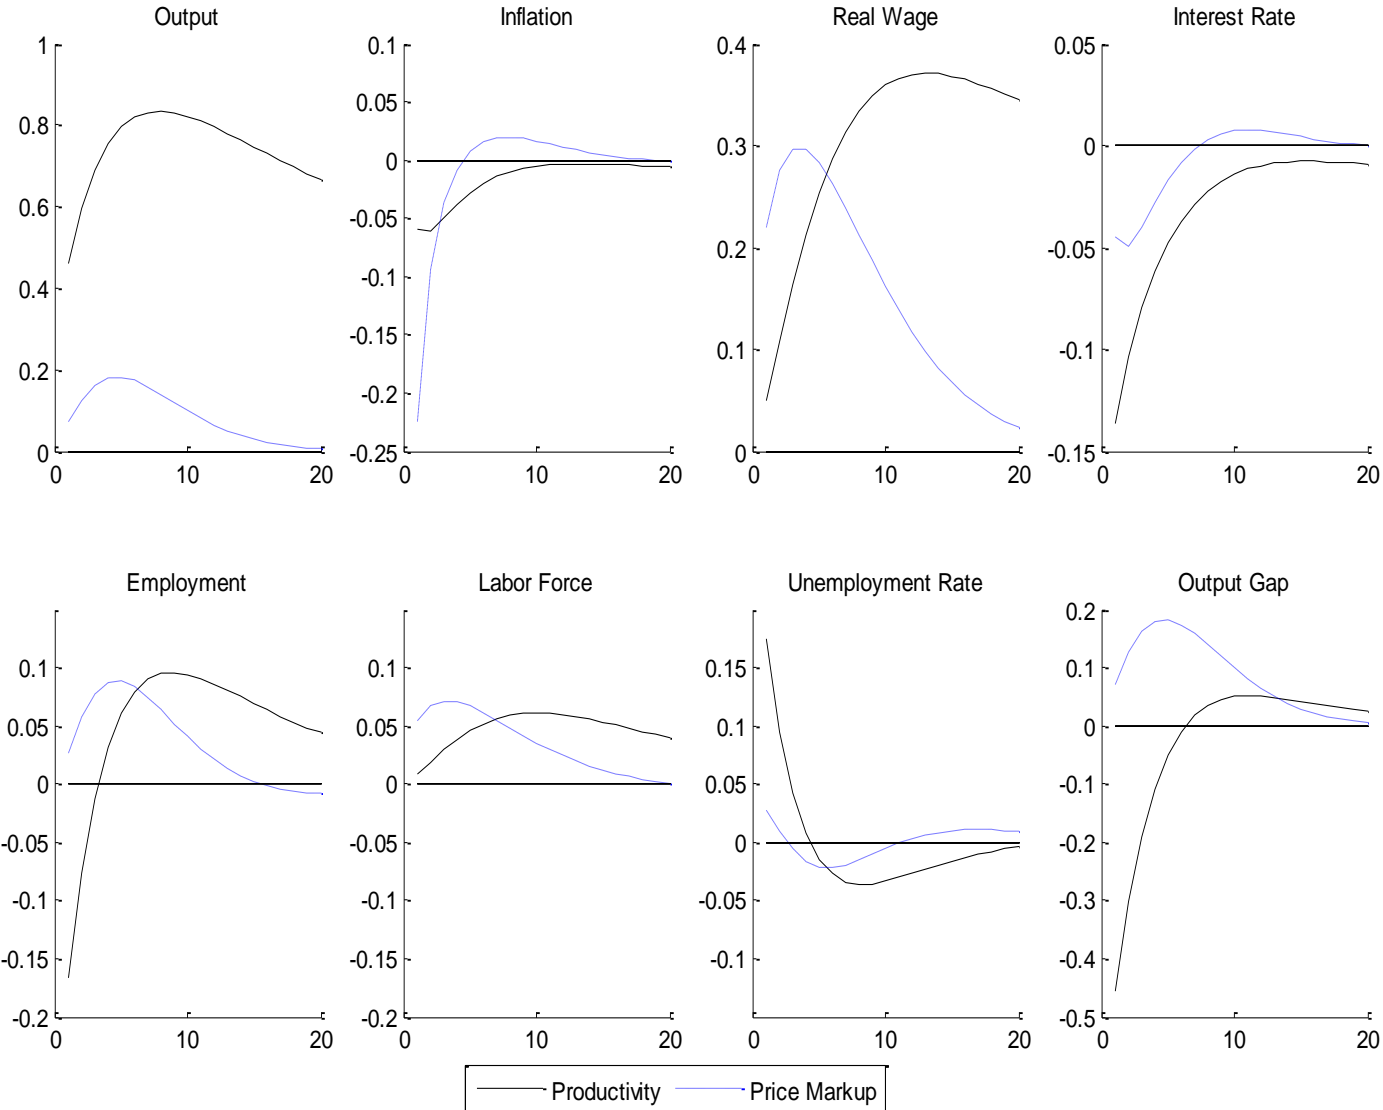 Output Inflation Real Wage Interest Rate
1 0.1 0.4 0.05
0.8 0.05 0.3 0
0.6 0 0.2 -0.05
0.4 -0.05 0.1 -0.1
0.2 -0.1 0 -0.15
0 -0.15
-0.2
-0.25
0 10 20 0 10 20 0 10 20 0 10 20
Employment Labor Force Unemployment Rate Output Gap
0.1 0.1 0.15 0.2
0.05 0.05 0.1 0.1
0 0 0.05 0
-0.05 -0.05 0 -0.1
-0.1 -0.1 -0.05 -0.2
-0.15 -0.15 -0.1 -0.3
-0.2 -0.2 -0.4
-0.5
0 10 20 0 10 20 0 10 20 0 10 20
Productivity Price Markup